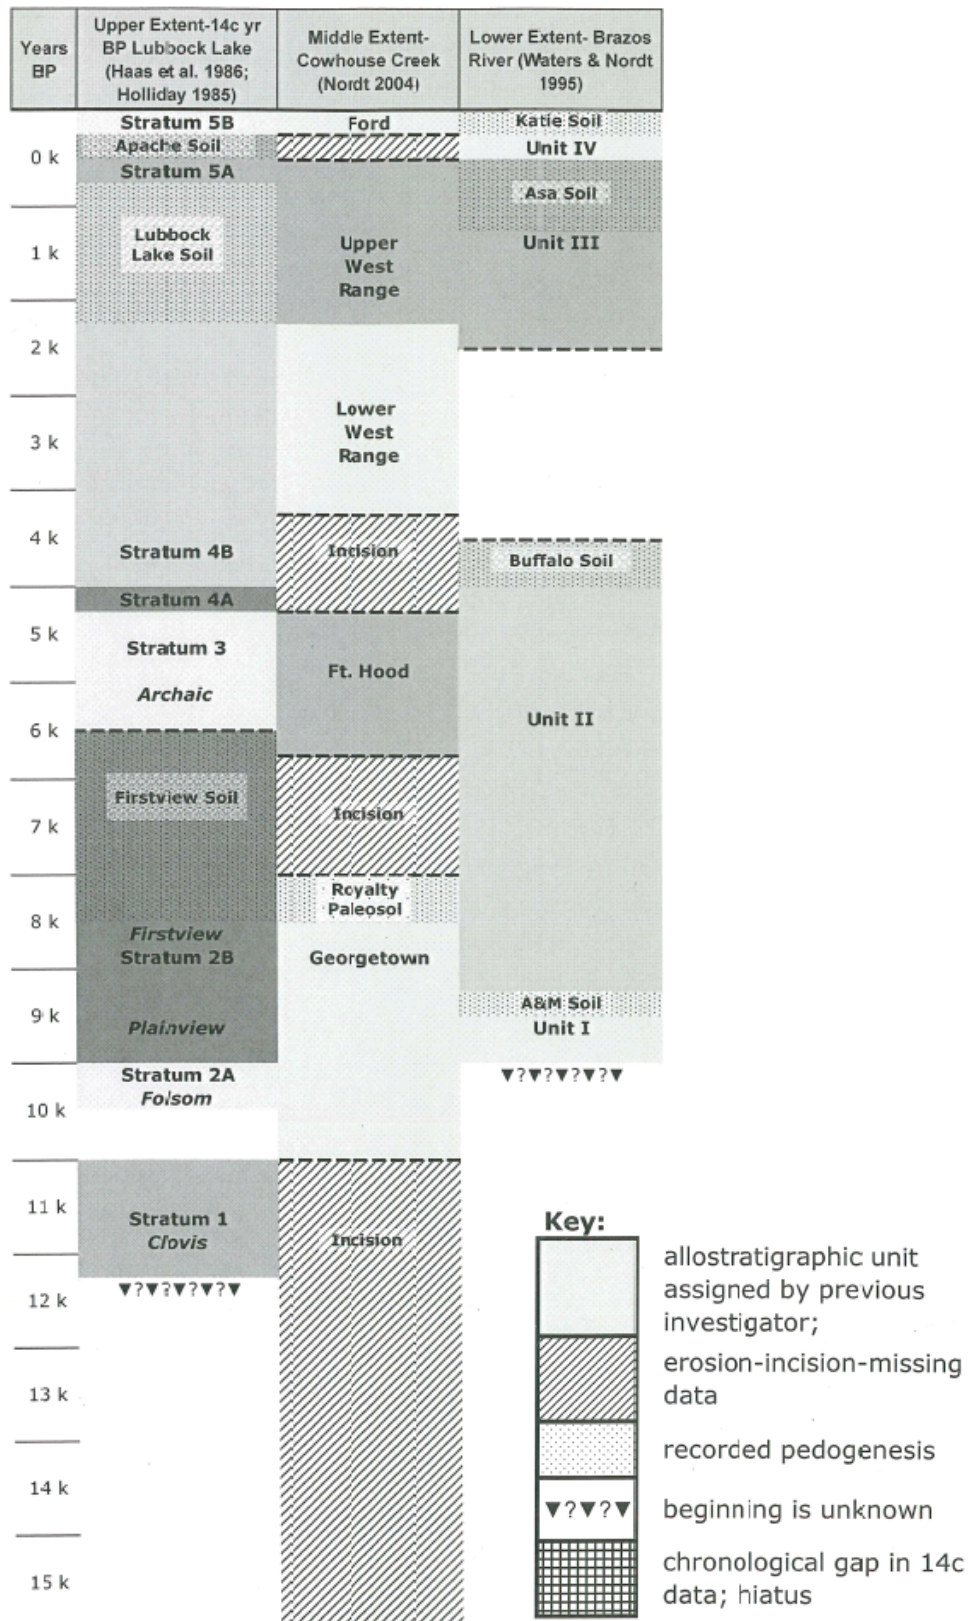 Years
BP
Upper Extent-14c yr
BP Lubbock Lake
(Haas et al. 1986;
Holliday 1985)
Middle Extent-
Cowhouse Creek
(Nordt 2004)
Lower Extent- Brazos
River (Waters & Nordt
1995)
0 k
1 k
2 k
3 k
4 k
5 k
6 k
7 k
8 k
9 k
10 k
11 k
12 k
13 k
14 k
15 k
Stratum 5B
Apache Soil
Stratum 5A
Lubbock
Lake Soil
Stratum 4B
Stratum 4A
Stratum 3
Archaic
Firstview Soil
Firstview
Stratum 2B
Plainview
Stratum 2A
Folsom
Stratum 1
Clovis
▼?▼?▼?▼?▼
Ford
Upper
West
Range
Lower
West
Range
Incision
Ft. Hood
Incision
Royalty
Paleosol
Georgetown
Incision
Katie Soil
Unit IV
Asa Soil
Unit III
Buffalo Soil
Unit II
A&M Soil
Unit I
▼?▼?▼?▼?▼
Key:
allostratigraphic unit
assigned by previous
investigator;
erosion-incision-missing
data
recorded pedogenesis
▼?▼?▼
beginning is unknown
chronological gap in 14c
data; hiatus